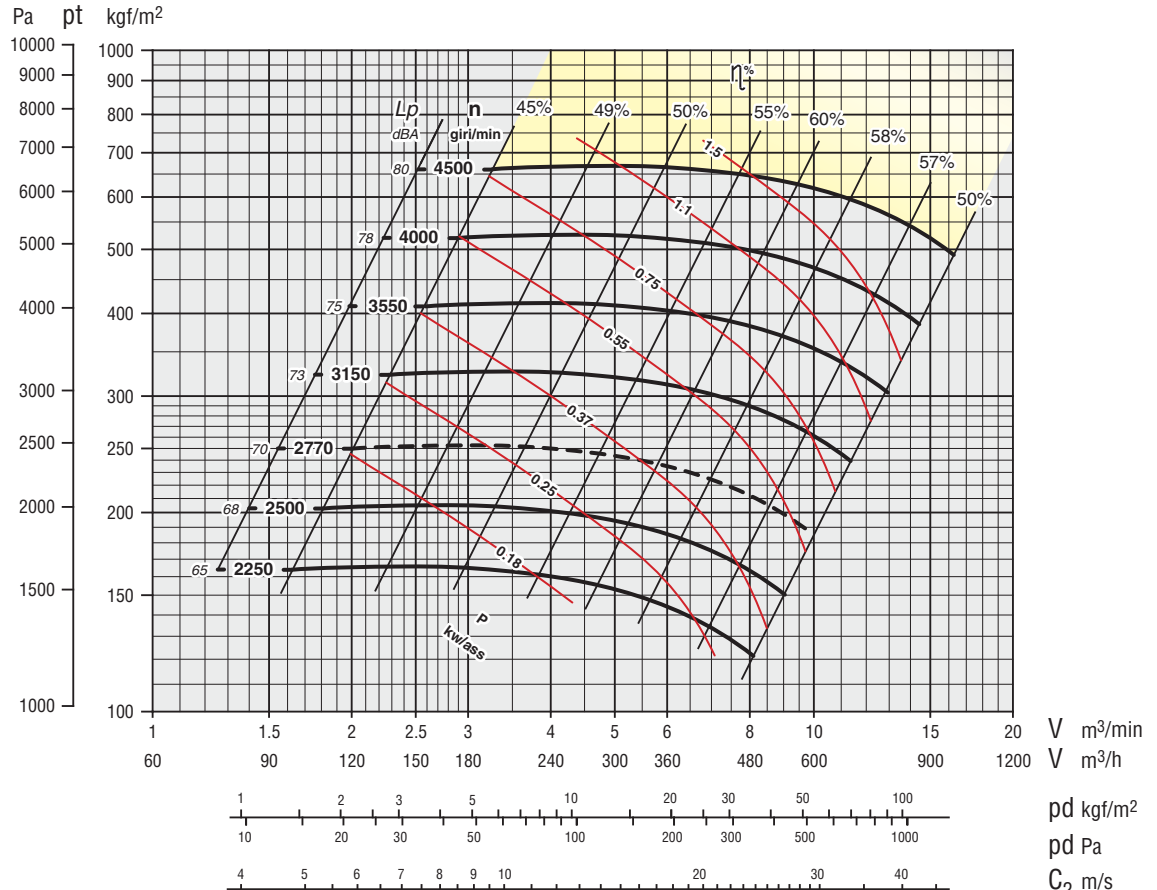 Pa pt kgf/m2
10000 1000
9000 900
η%
8000 800 Lp n 45% 49% 50% 55% 60%
dBA giri/min 58%
7000 700 1.5 57%
80 4500
6000 600 1.1 50%
78 4000
5000 500
0.75
75 3550
4000 400
0.55
73 3150
3000 300
0.37
70 2770
2500 250
0.25
68 2500
2000 200
0.18
65 2250
1500 150
P
kw/ass
1000 100
1 1.5 2 2.5 3 4 5 6 8 10 15 20 V m3/min
60 90 120 150 180 240 300 360 480 600 900 1200 V m3/h
1 2 3 5 10 20 30 50 100 pd kgf/m2
10 20 30 50 100 200 300 500 1000 pd Pa
4 5 6 7 8 9 10 20 30 40 C2 m/s